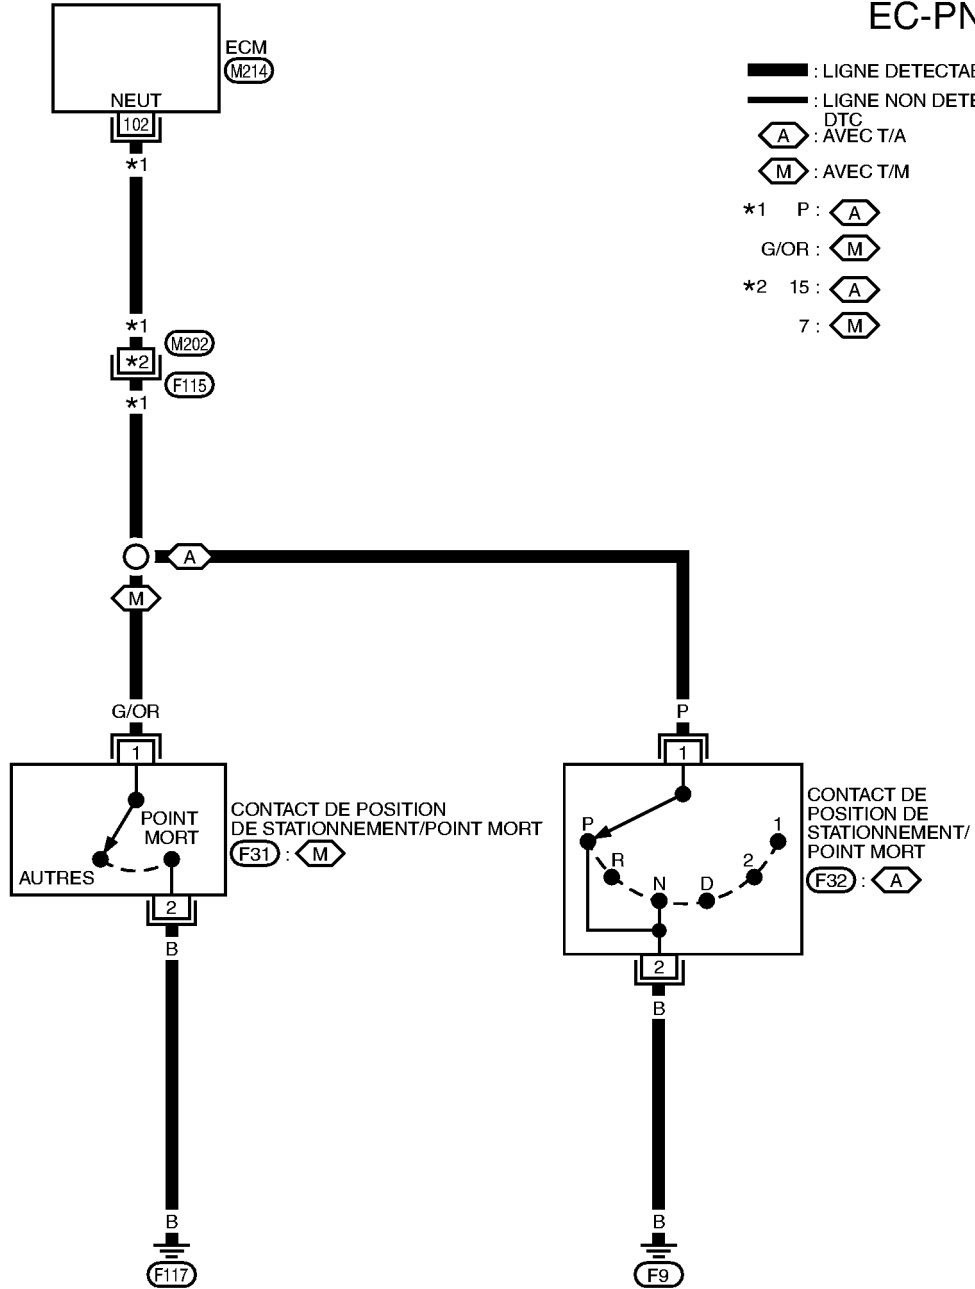 EC-PN
ECM
M214
NEUT
102
: LIGNE DETECTAB
: LIGNE NON DETE
DTC
A : AVEC T/A
M : AVEC T/M
*1 P : A
G/OR : M
*2 15 : A
7 : M
*1
*1
M202
*2
F115
*1
A
M
G/OR
P
1
1
CONTACT DE POSITION
DE STATIONNEMENT/POINT MORT
F31 : M
POINT
MORT
AUTRES
2
CONTACT DE
POSITION DE
STATIONNEMENT/
POINT MORT
F32 : A
P
R
N
D
2
1
2
B
B
B
B
F117
F9